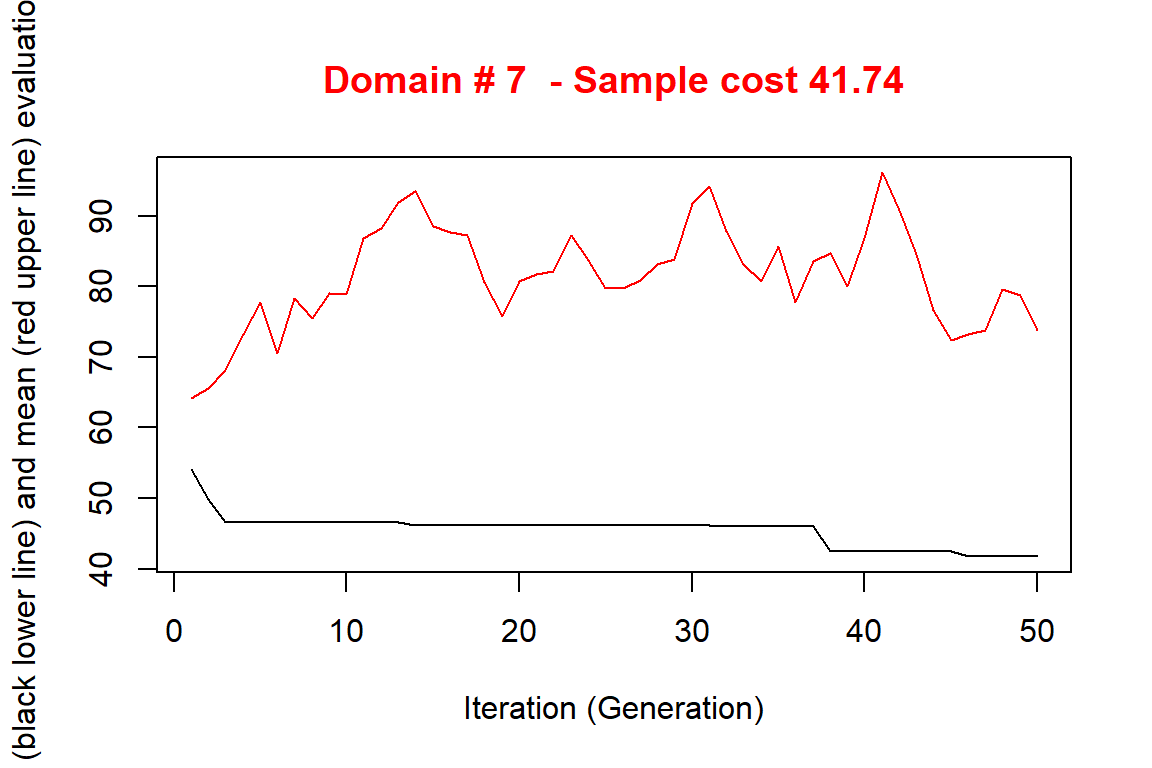 Domain # 7  - Sample cost 41.74
(black lower line) and mean (red upper line) evaluatio
90
80
70
60
50
40
0 10 20 30 40 50
Iteration (Generation)